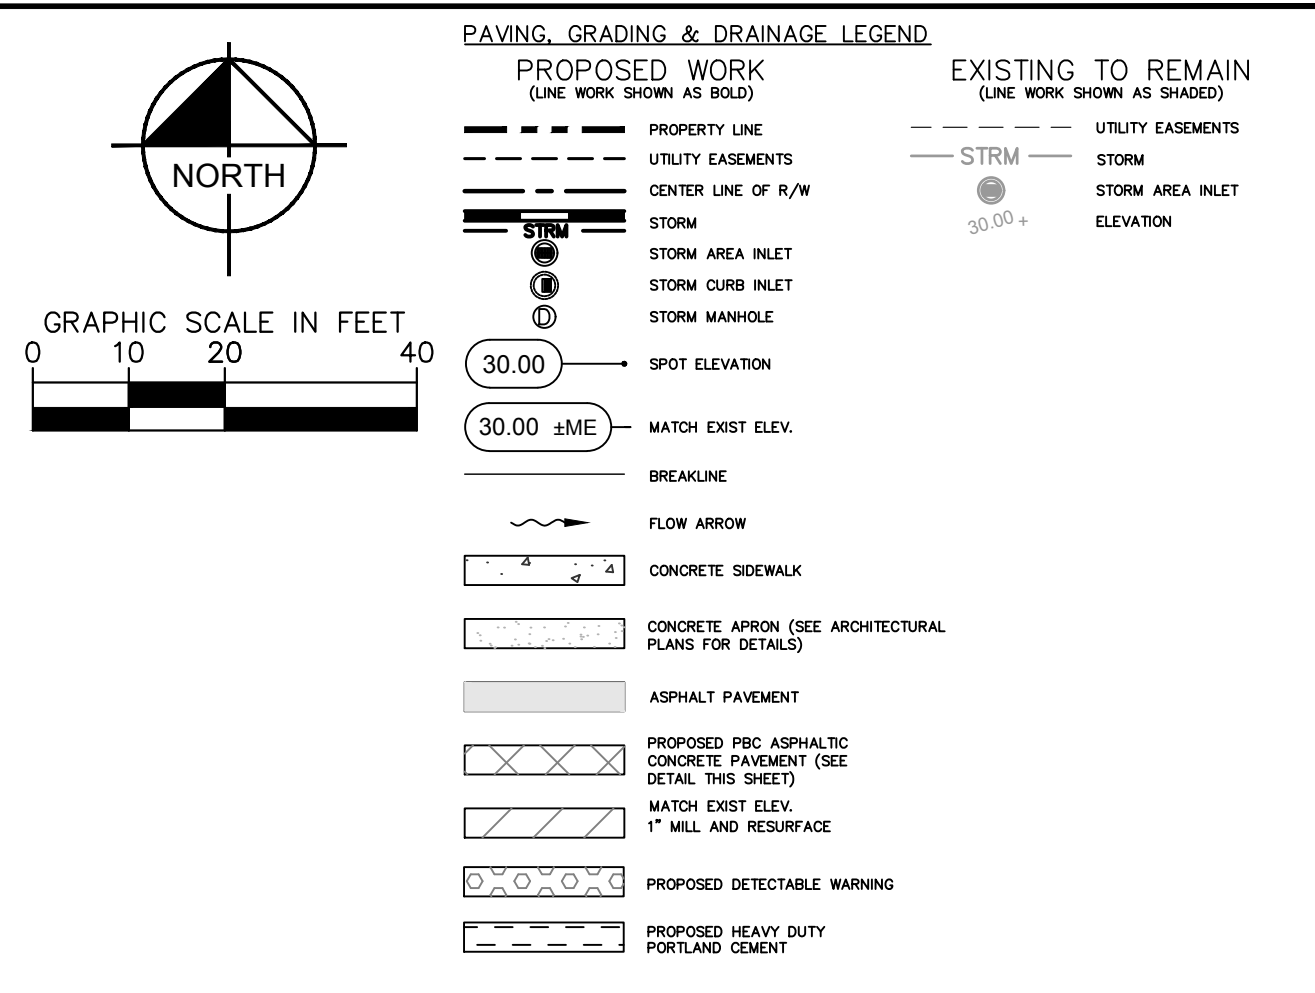 NORTH
GRAPHIC SCALE IN FEET
0 10 20 40
PAVING, GRADING & DRAINAGE LEGEND
PROPOSED WORK
(LINE WORK SHOWN AS BOLD)
PROPERTY LINE
UTILITY EASEMENTS
CENTER LINE OF R/W
STORM
STRM
STORM AREA INLET
STORM CURB INLET
D STORM MANHOLE
30.00 SPOT ELEVATION
30.00 ±ME MATCH EXIST ELEV.
BREAKLINE
FLOW ARROW
CONCRETE SIDEWALK
CONCRETE APRON (SEE ARCHITECTURAL
PLANS FOR DETAILS)
ASPHALT PAVEMENT
PROPOSED PBC ASPHALTIC
CONCRETE PAVEMENT (SEE
DETAIL THIS SHEET)
MATCH EXIST ELEV.
1" MILL AND RESURFACE
PROPOSED DETECTABLE WARNING
PROPOSED HEAVY DUTY
PORTLAND CEMENT
EXISTING TO REMAIN
(LINE WORK SHOWN AS SHADED)
UTILITY EASEMENTS
STRM STORM
STORM AREA INLET
30.00 + ELEVATION